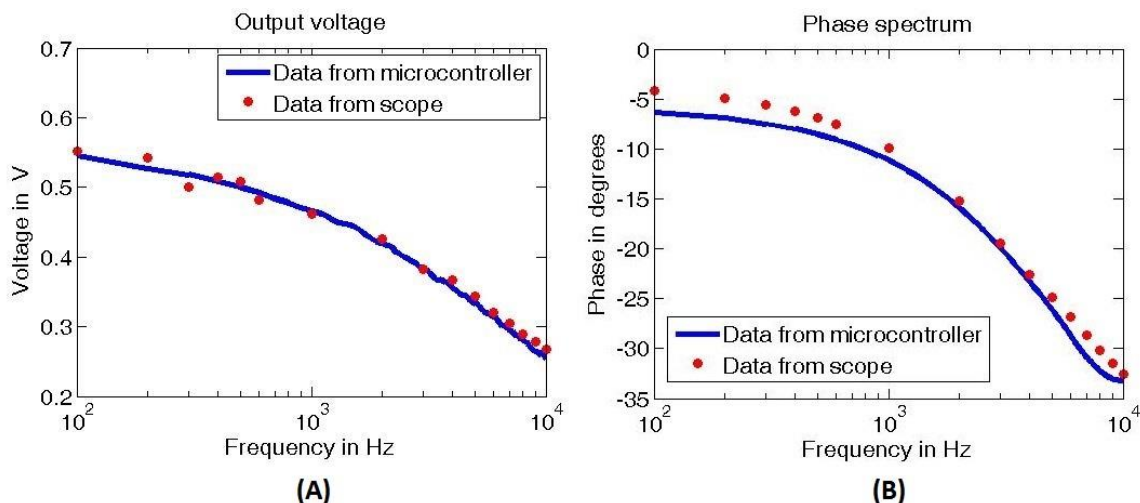 Output voltage
0.7
0.6
0.5
0.4
0.3
0.2
Voltage in V
Data from microcontroller
Data from scope
10^2
10^3
10^4
Frequency in Hz
(A)
Phase spectrum
-0
-5
-10
-15
-20
-25
-30
-35
Phase in degrees
Data from microcontroller
Data from scope
10^2
10^3
10^4
Frequency in Hz
(B)